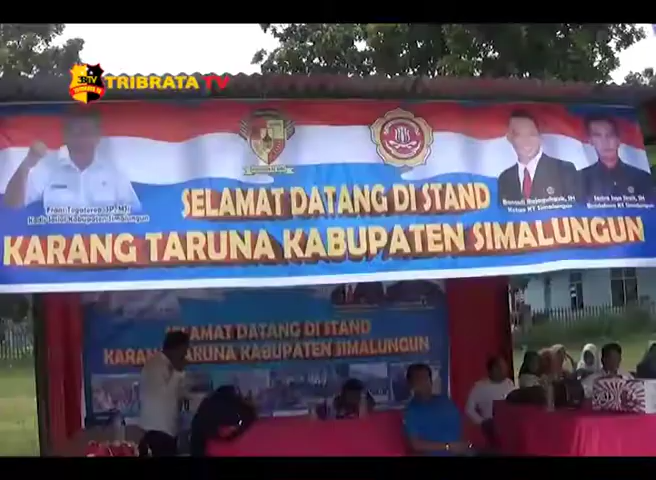 TRIBRATA TV
SELAMAT DATANG DI STAND
KARANG TARUNA KABUPATEN SIMALUNGUN
SELAMAT DATANG DI STAND
KARANG TARUNA KABUPATEN SIMALUNGUN